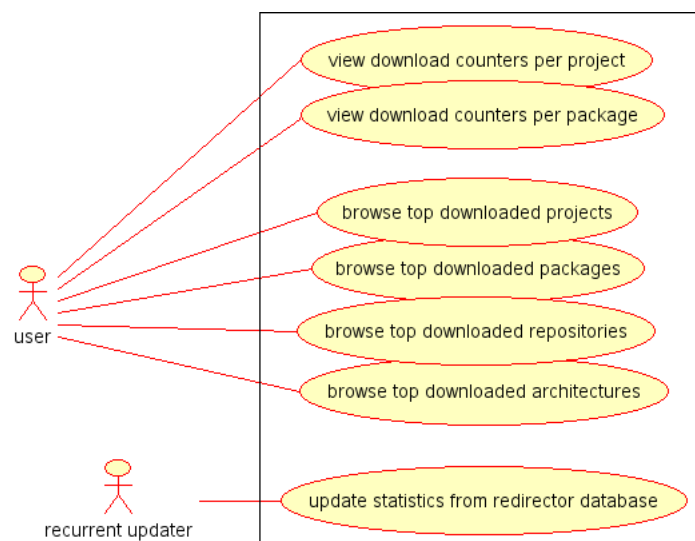 view download counters per project
view download counters per package
browse top downloaded projects
browse top downloaded packages
user
browse top downloaded repositories
browse top downloaded architectures
update statistics from redirector database
recurrent updater